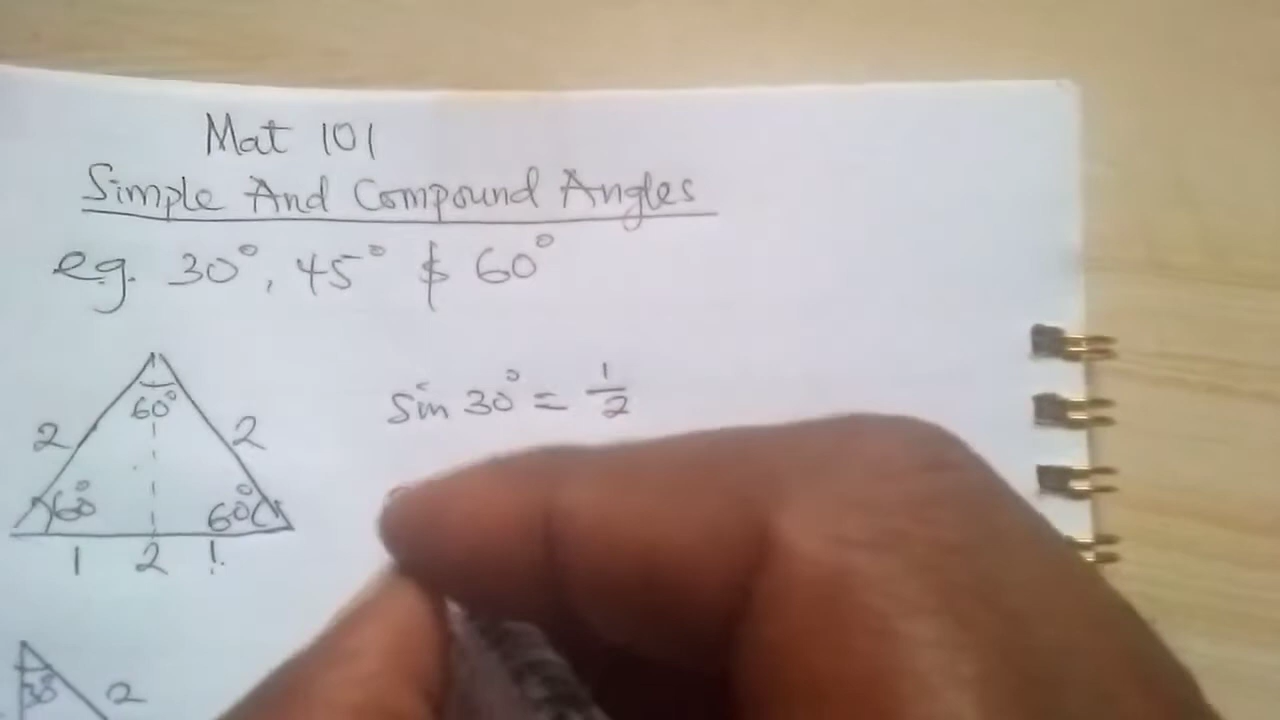 Mat 101
Simple And Compound Angles
e.g. 30°, 45° & 60°
sin 30° = 1/2
60°
2 2
60° 60°
1 2 1
30° 2